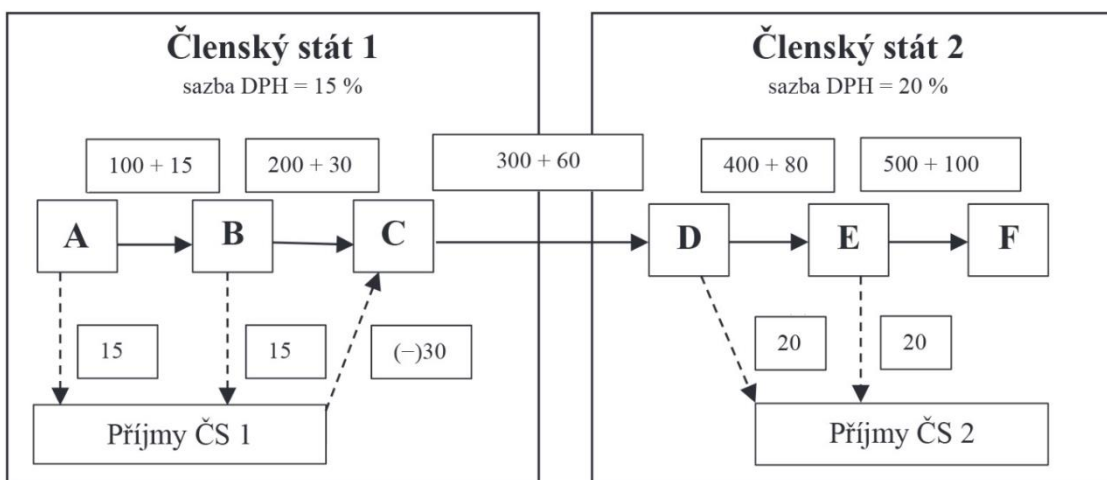 Členský stát 1
sazba DPH = 15 %
Členský stát 2
sazba DPH = 20 %
100 + 15
200 + 30
300 + 60
400 + 80
500 + 100
A
B
C
D
E
F
15
15
(−)30
20
20
Příjmy ČS 1
Příjmy ČS 2